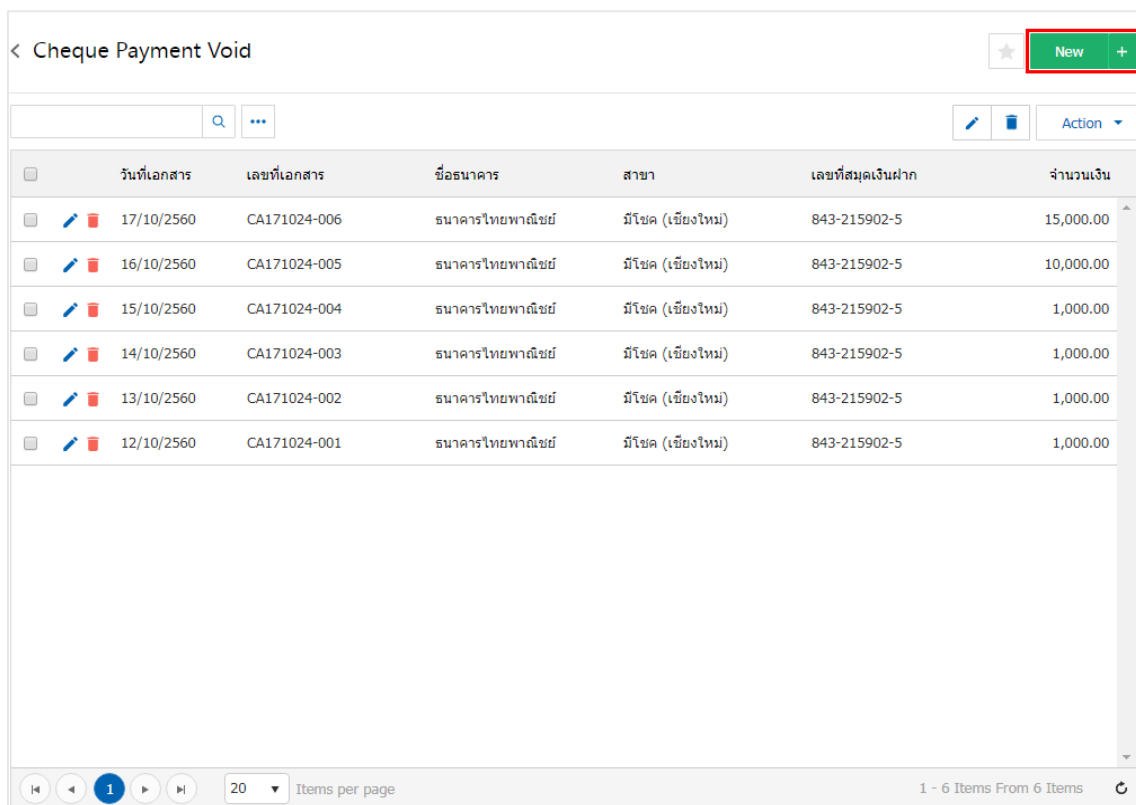 Cheque Payment Void New +
Action
วันที่เอกสาร เลขที่เอกสาร ชื่อธนาคาร สาขา เลขที่สมุดเงินฝาก จำนวนเงิน
17/10/2560 CA171024-006 ธนาคารไทยพาณิชย์ มีโชค (เชียงใหม่) 843-215902-5 15,000.00
16/10/2560 CA171024-005 ธนาคารไทยพาณิชย์ มีโชค (เชียงใหม่) 843-215902-5 10,000.00
15/10/2560 CA171024-004 ธนาคารไทยพาณิชย์ มีโชค (เชียงใหม่) 843-215902-5 1,000.00
14/10/2560 CA171024-003 ธนาคารไทยพาณิชย์ มีโชค (เชียงใหม่) 843-215902-5 1,000.00
13/10/2560 CA171024-002 ธนาคารไทยพาณิชย์ มีโชค (เชียงใหม่) 843-215902-5 1,000.00
12/10/2560 CA171024-001 ธนาคารไทยพาณิชย์ มีโชค (เชียงใหม่) 843-215902-5 1,000.00
1 20 Items per page 1 - 6 Items From 6 Items